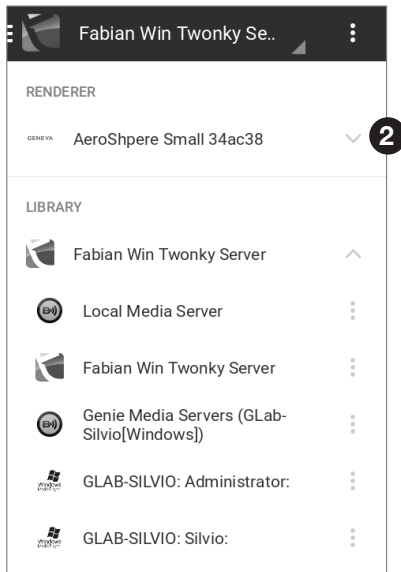 Fabian Win Twonky Se..
RENDERER
GENEVA
AeroShpere Small 34ac38
2
LIBRARY
Fabian Win Twonky Server
Local Media Server
Fabian Win Twonky Server
Genie Media Servers (GLab-
Silvio[Windows])
GLAB-SILVIO: Administrator:
GLAB-SILVIO: Silvio: